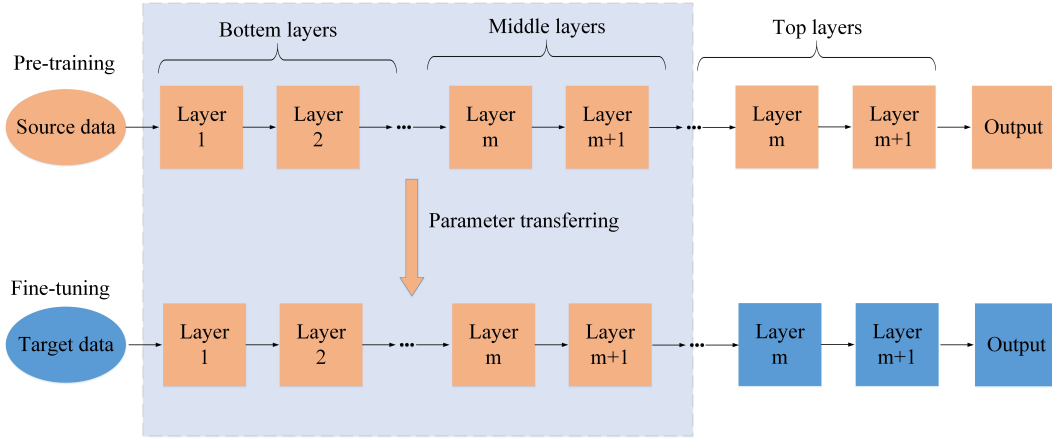 Bottem layers
Middle layers
Top layers
Pre-training
Source data
Layer
1
Layer
2
...
Layer
m
Layer
m+1
...
Layer
m
Layer
m+1
Output
Parameter transferring
Fine-tuning
Target data
Layer
1
Layer
2
...
Layer
m
Layer
m+1
...
Layer
m
Layer
m+1
Output